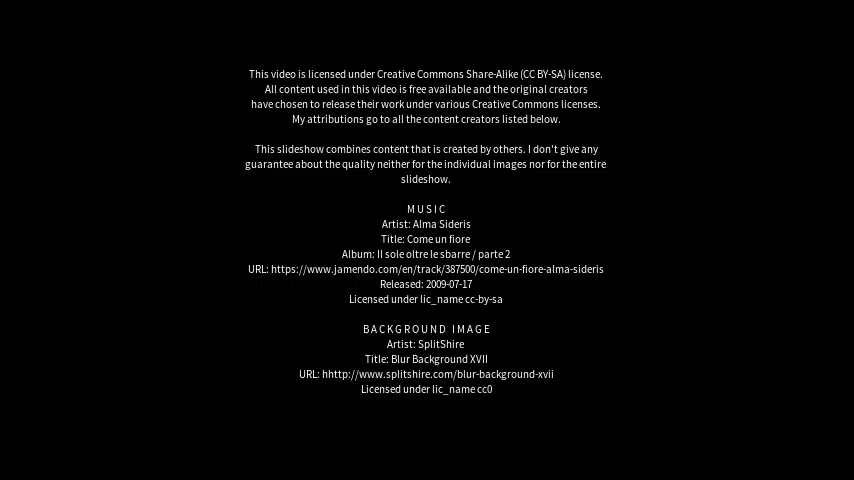 This video is licensed under Creative Commons Share-Alike (CC BY-SA) license.
All content used in this video is free available and the original creators
have chosen to release their work under various Creative Commons licenses.
My attributions go to all the content creators listed below.
This slideshow combines content that is created by others. I don't give any
guarantee about the quality neither for the individual images nor for the entire
slideshow.
MUSIC
Artist: Alma Sideris
Title: Come un fiore
Album: Il sole oltre le sbarre / parte 2
URL: https://www.jamendo.com/en/track/387500/come-un-fiore-alma-sideris
Released: 2009-07-17
Licensed under lic_name cc-by-sa
BACKGROUND IMAGE
Artist: SplitShire
Title: Blur Background XVII
URL: hhttp://www.splitshire.com/blur-background-xvii
Licensed under lic_name cc0